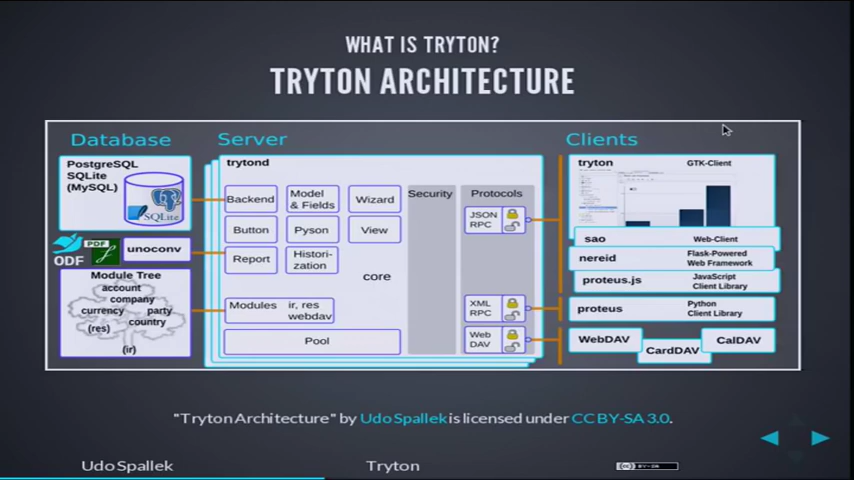 WHAT IS TRYTON?
TRYTON ARCHITECTURE
Database
PostgreSQL
SQLite
(MySQL)
SQLite
ODF
PDF
unoconv
Module Tree
account
company
currency
party
(res)
country
(ir)
Server
trytond
Backend
Model
& Fields
Wizard
Button
Pyson
View
Report
Histori-
zation
core
Modules
ir, res
webdav
Pool
Security
Protocols
JSON
RPC
XML
RPC
Web
DAV
Clients
tryton
GTK-Client
sao
Web-Client
nereid
Flask-Powered
Web Framework
proteus.js
JavaScript
Client Library
proteus
Python
Client Library
WebDAV
CardDAV
CalDAV
"Tryton Architecture" by Udo Spallek is licensed under CC BY-SA 3.0.
Udo Spallek
Tryton
CC BY-SA